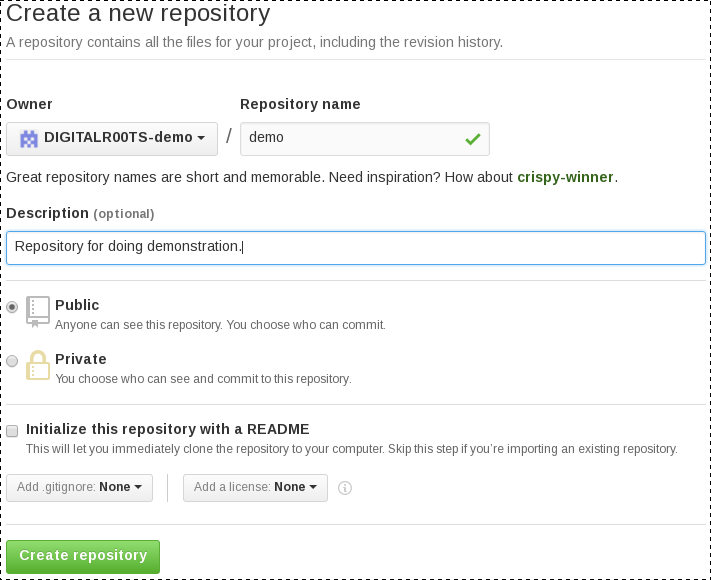 Create a new repository
A repository contains all the files for your project, including the revision history.
Owner Repository name
DIGITALR00TS-demo / demo
Great repository names are short and memorable. Need inspiration? How about crispy-winner.
Description (optional)
Repository for doing demonstration.
Public
Anyone can see this repository. You choose who can commit.
Private
You choose who can see and commit to this repository.
Initialize this repository with a README
This will let you immediately clone the repository to your computer. Skip this step if you're importing an existing repository.
Add .gitignore: None Add a license: None
Create repository